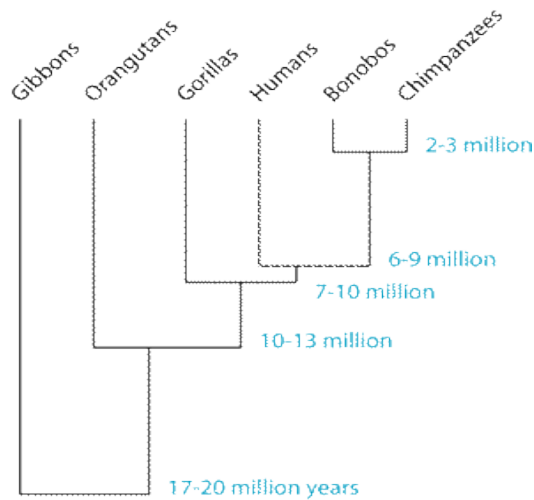 Gibbons
Orangutans
Gorillas
Humans
Bonobos
Chimpanzees
2-3 million
6-9 million
7-10 million
10-13 million
17-20 million years